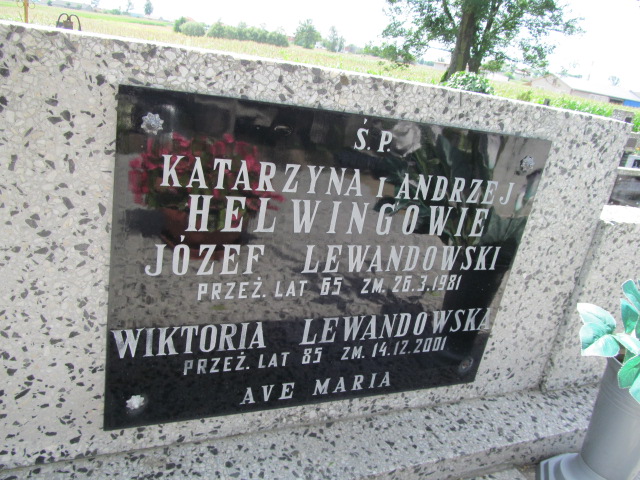 Ś.P.
KATARZYNA I ANDRZEJ
HELWINGOWIE
JÓZEF LEWANDOWSKI
PRZEŻ. LAT 65 ZM. 26.3.1981
WIKTORIA LEWANDOWSKA
PRZEŻ. LAT 85 ZM. 14.12.2001
AVE MARIA